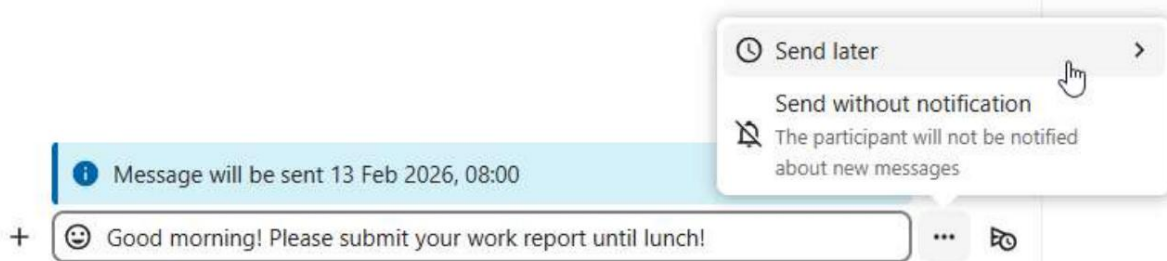 Send later
Send without notification
The participant will not be notified
about new messages
Message will be sent 13 Feb 2026, 08:00
Good morning! Please submit your work report until lunch!